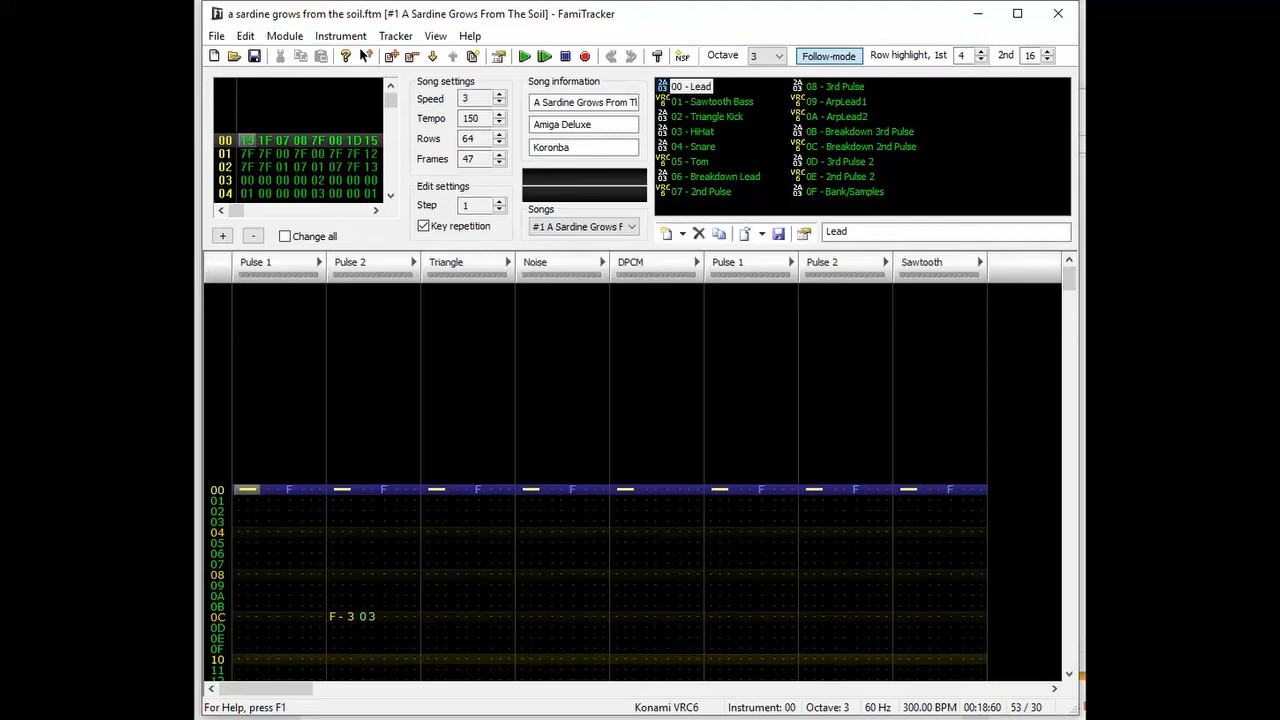 a sardine grows from the soil.ftm [#1 A Sardine Grows From The Soil] - FamiTracker
File Edit Module Instrument Tracker View Help
Octave 3 Follow-mode Row highlight, 1st 4 2nd 16
Song settings
Speed 3
Tempo 150
Rows 64
Frames 47
Edit settings
Step 1
Key repetition
Song information
A Sardine Grows From Tl
Amiga Deluxe
Koronba
Songs
#1 A Sardine Grows F
00 19 1F 07 08 7F 08 1D 15
01 7F 7F 00 7F 00 7F 7F 12
02 7F 7F 01 07 01 07 7F 13
03 00 00 00 00 02 00 00 00
04 01 00 00 00 03 00 00 01
+ - Change all
00 - Lead
01 - Sawtooth Bass
02 - Triangle Kick
03 - HiHat
04 - Snare
05 - Tom
06 - Breakdown Lead
07 - 2nd Pulse
08 - 3rd Pulse
09 - ArpLead1
0A - ArpLead2
0B - Breakdown 3rd Pulse
0C - Breakdown 2nd Pulse
0D - 3rd Pulse 2
0E - 2nd Pulse 2
0F - Bank/Samples
Lead
Pulse 1 Pulse 2 Triangle Noise DPCM Pulse 1 Pulse 2 Sawtooth
00 F F F F F F F
01
02
03
04
05
06
07
08
09
0A
0B
0C F-3 03
0D
0E
0F
10
11
For Help, press F1 Konami VRC6 Instrument: 00 Octave: 3 60 Hz 300.00 BPM 00:18:60 53 / 30